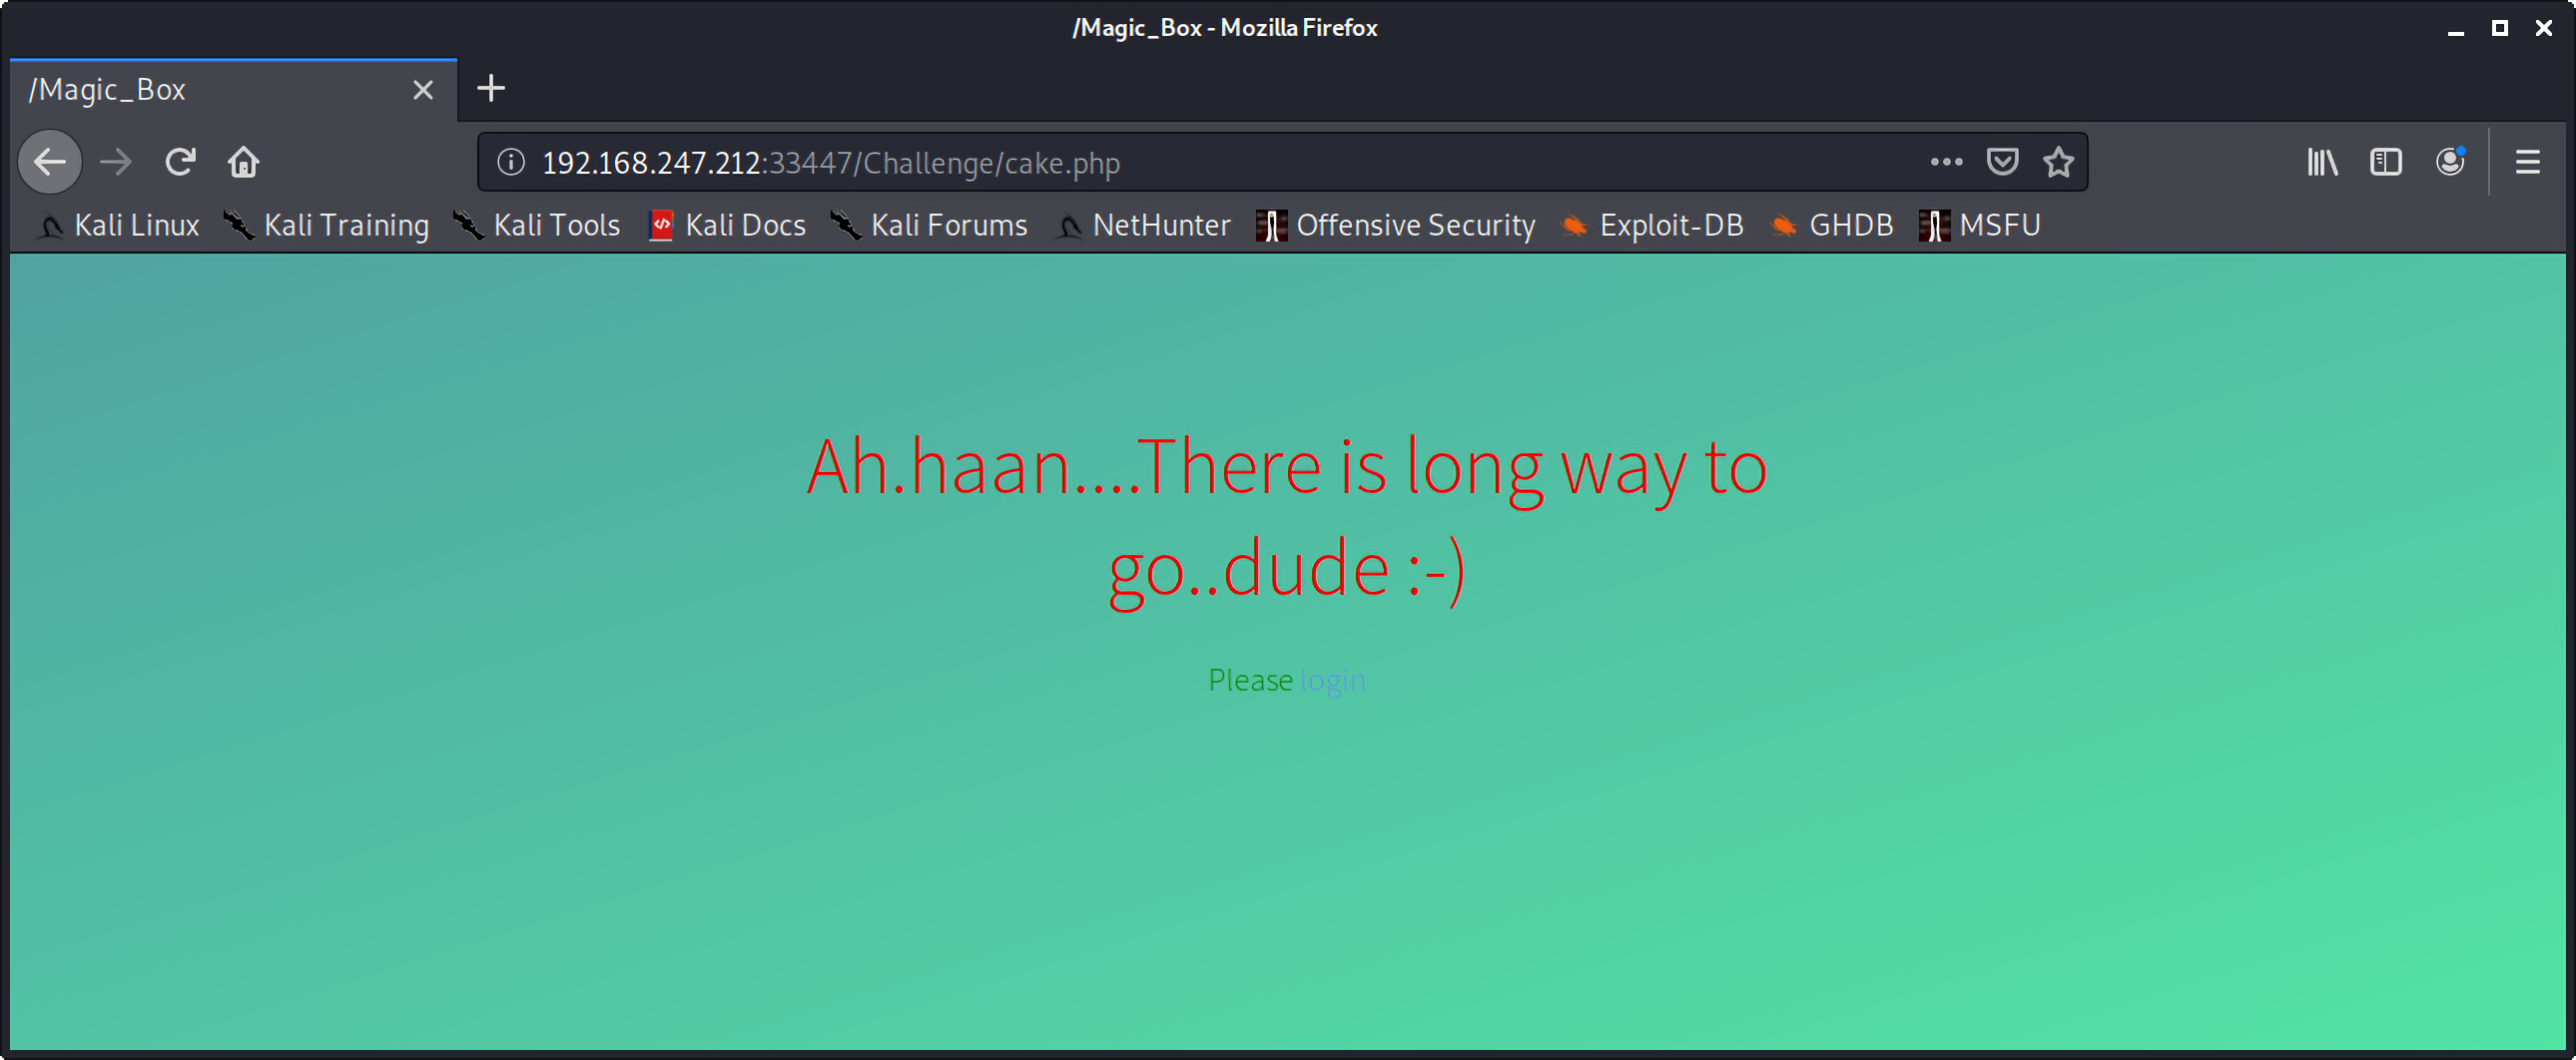 /Magic_Box - Mozilla Firefox
/Magic_Box
192.168.247.212:33447/Challenge/cake.php
Kali Linux Kali Training Kali Tools Kali Docs Kali Forums NetHunter Offensive Security Exploit-DB GHDB MSFU
Ah.haan....There is long way to
go..dude :-)
Please login